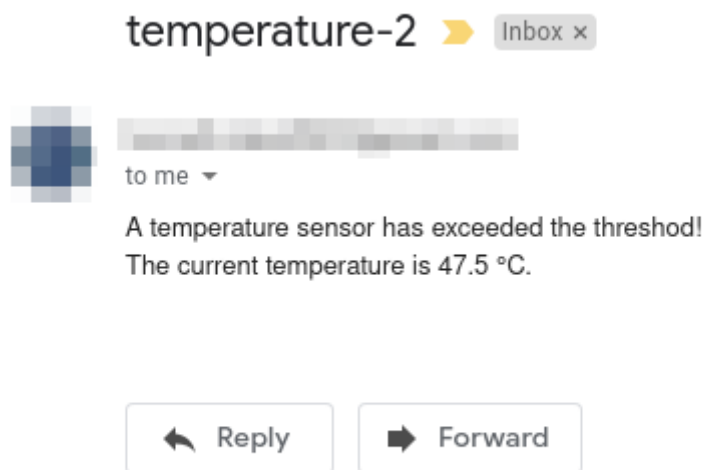 temperature-2
Inbox ×
to me
A temperature sensor has exceeded the threshod!
The current temperature is 47.5 °C.
Reply
Forward